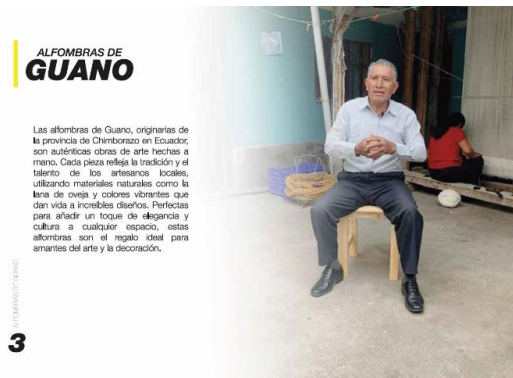 ALFOMBRAS DE
GUANO
Las alfombras de Guano, originarias de
la provincia de Chimborazo en Ecuador,
son auténticas obras de arte hechas a
mano. Cada pieza refleja la tradición y el
talento de los artesanos locales,
utilizando materiales naturales como la
lana de oveja y colores vibrantes que
dan vida a increíbles diseños. Perfectas
para añadir un toque de elegancia y
cultura a cualquier espacio, estas
alfombras son el regalo ideal para
amantes del arte y la decoración.
ALFOMBRAS DE GUANO
3